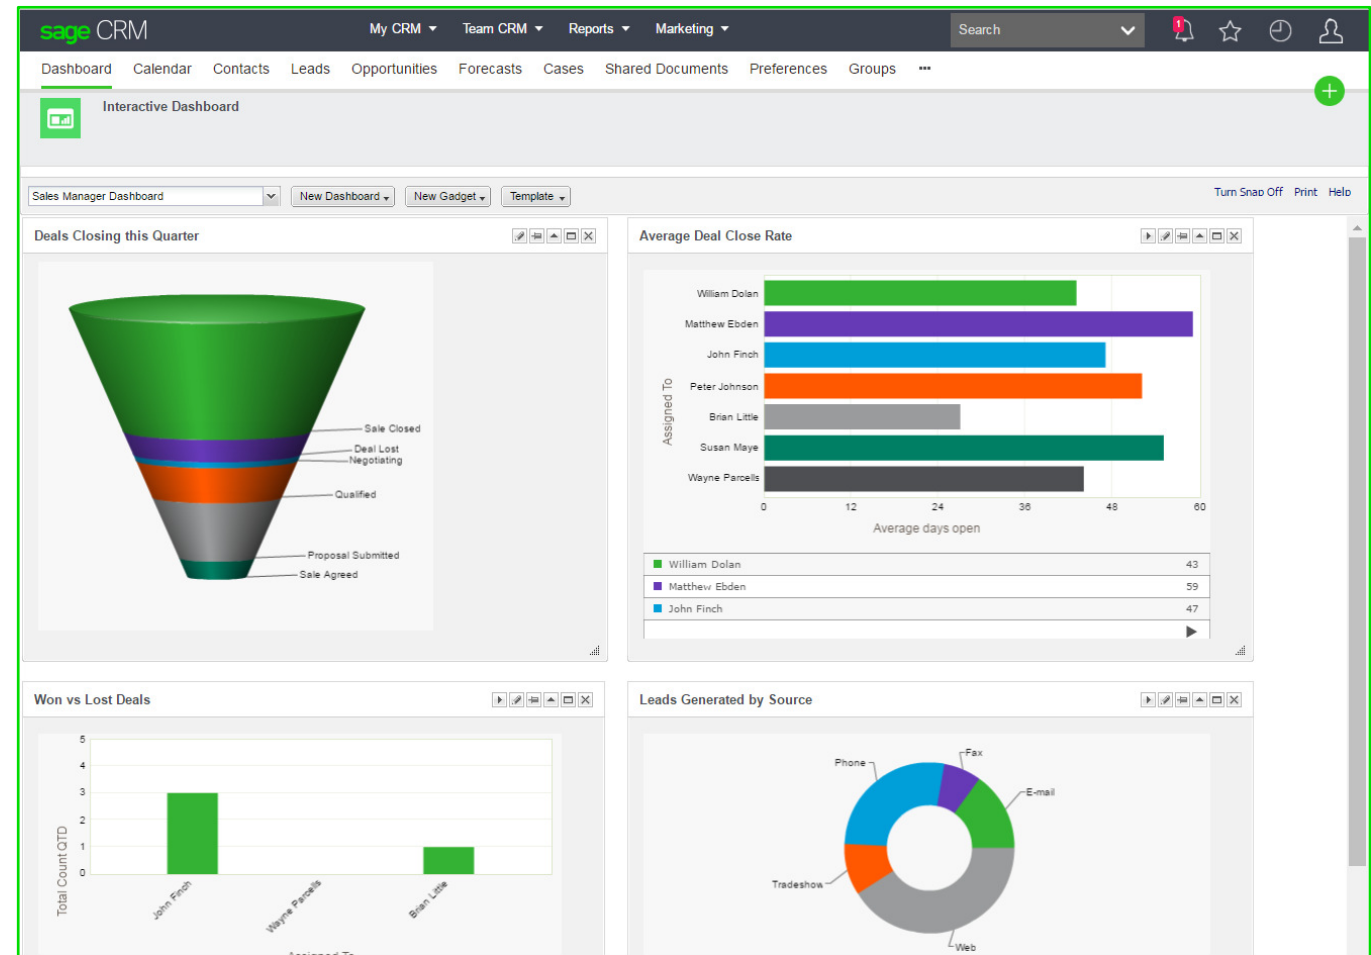 sage CRM
My CRM Team CRM Reports Marketing
Search
1
Dashboard Calendar Contacts Leads Opportunities Forecasts Cases Shared Documents Preferences Groups ...
Interactive Dashboard
Sales Manager Dashboard New Dashboard New Gadget Template
Turn Snap Off Print Help
Deals Closing this Quarter
Sale Closed
Deal Lost
Negotiating
Qualified
Proposal Submitted
Sale Agreed
Average Deal Close Rate
Assigned To
William Dolan
Matthew Ebden
John Finch
Peter Johnson
Brian Little
Susan Maye
Wayne Parcells
0 12 24 36 48 60
Average days open
William Dolan 43
Matthew Ebden 59
John Finch 47
Won vs Lost Deals
Total Count QTD
5
4
3
2
1
0
John Finch
Wayne Parcells
Brian Little
Assigned To
Leads Generated by Source
Fax
Phone
E-mail
Tradeshow
Web